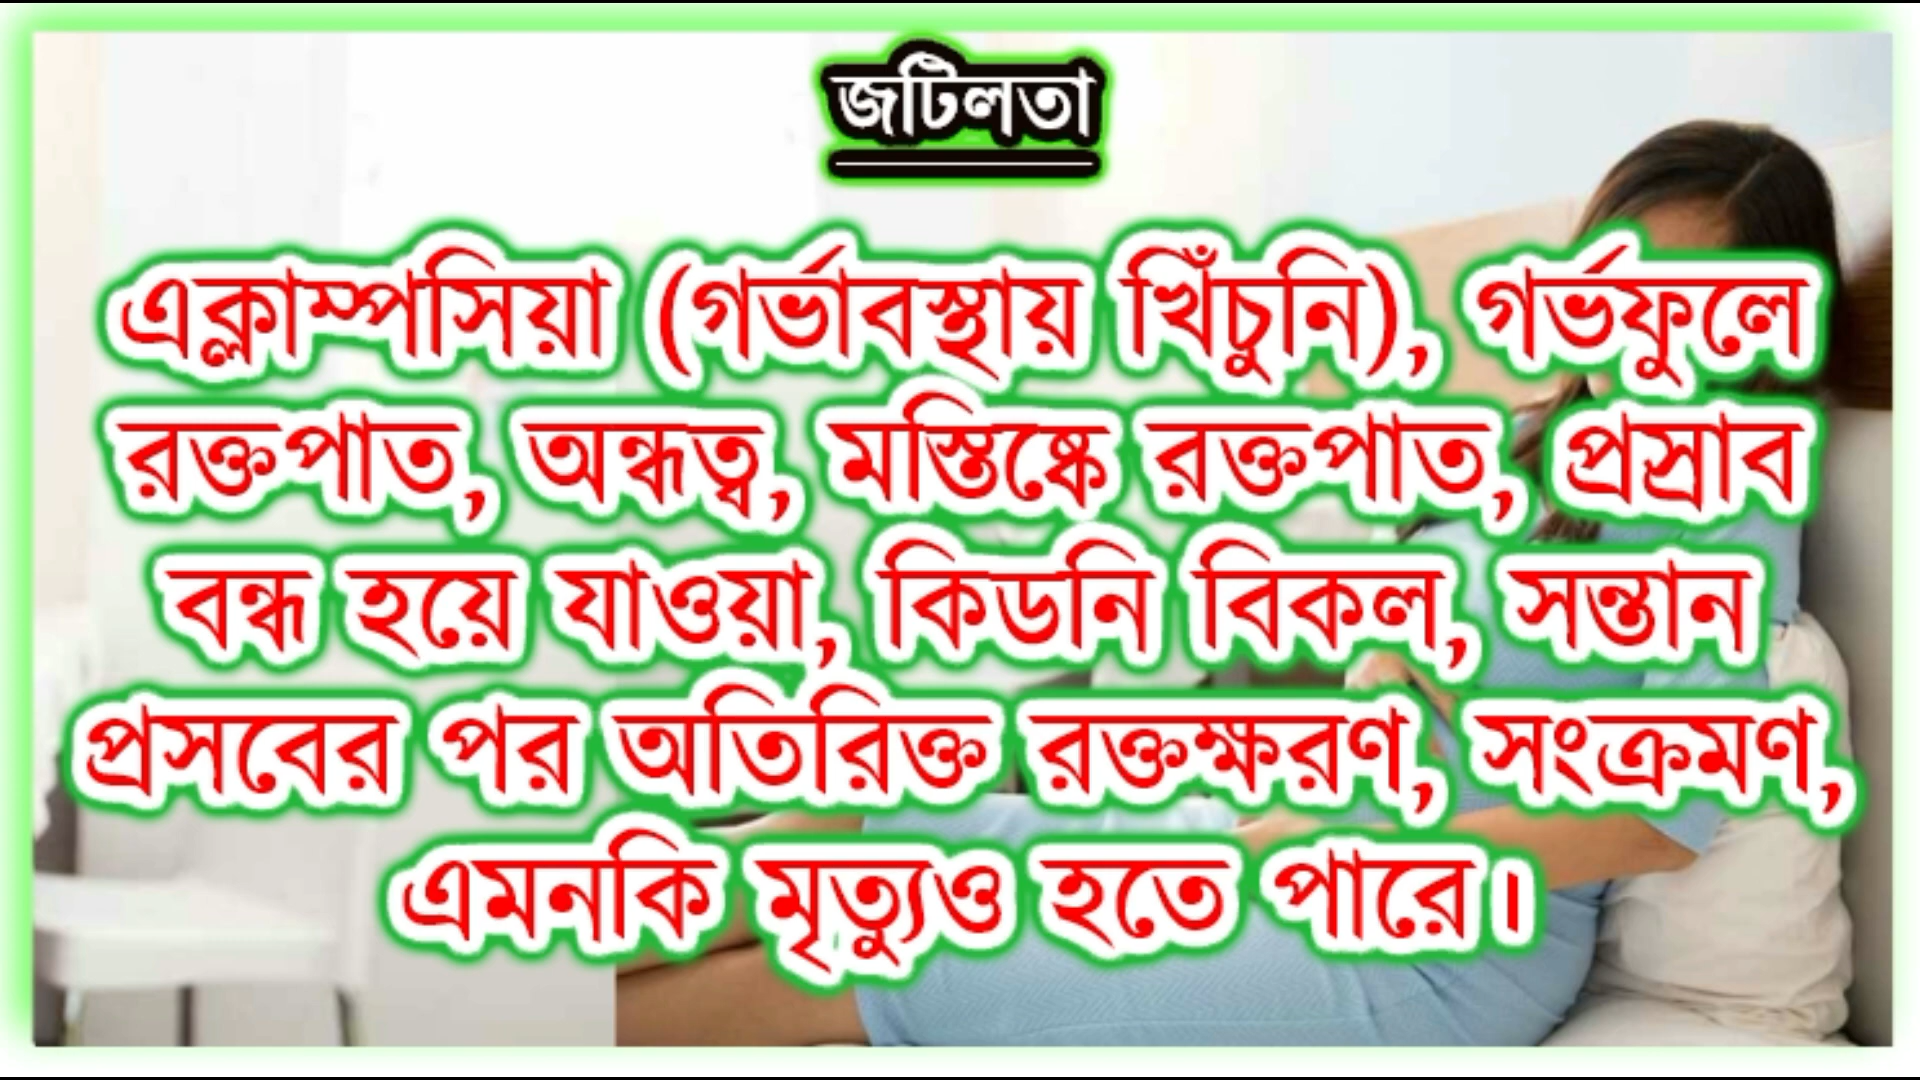 জটিলতা
এক্লাম্পসিয়া (গর্ভাবস্থায় খিঁচুনি), গর্ভফুলে
রক্তপাত, অন্ধত্ব, মস্তিষ্কে রক্তপাত, প্রস্রাব
বন্ধ হয়ে যাওয়া, কিডনি বিকল, সন্তান
প্রসবের পর অতিরিক্ত রক্তক্ষরণ, সংক্রমণ,
এমনকি মৃত্যুও হতে পারে।